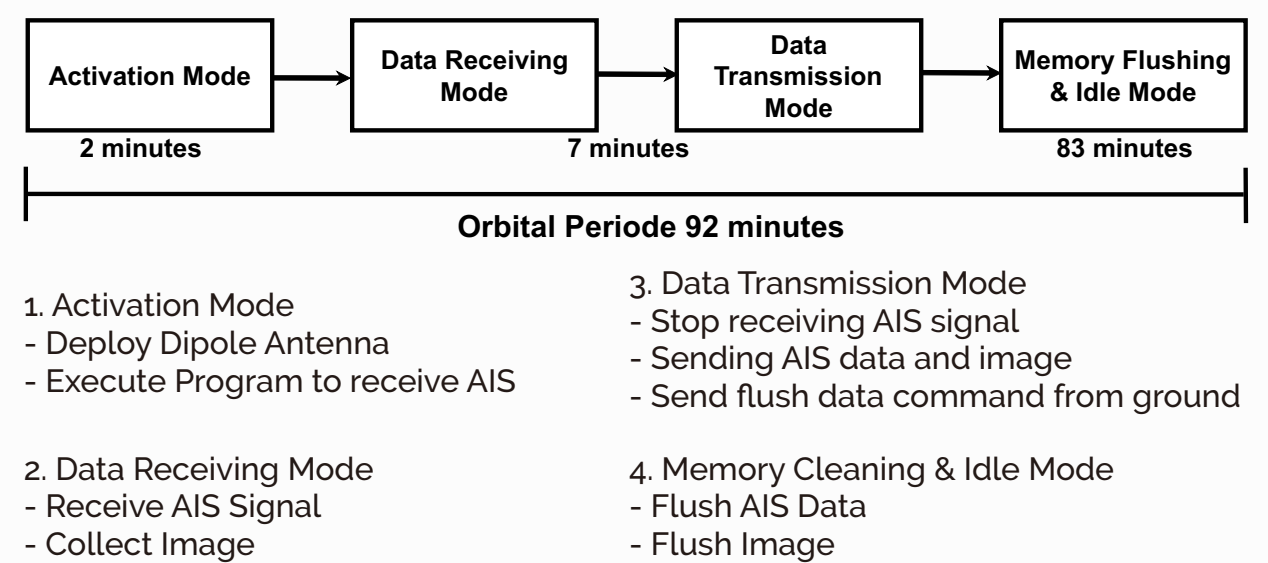 Activation Mode
Data Receiving
Mode
Data
Transmission
Mode
Memory Flushing
& Idle Mode
2 minutes
7 minutes
83 minutes
Orbital Periode 92 minutes
1. Activation Mode
- Deploy Dipole Antenna
- Execute Program to receive AIS
2. Data Receiving Mode
- Receive AIS Signal
- Collect Image
3. Data Transmission Mode
- Stop receiving AIS signal
- Sending AIS data and image
- Send flush data command from ground
4. Memory Cleaning & Idle Mode
- Flush AIS Data
- Flush Image